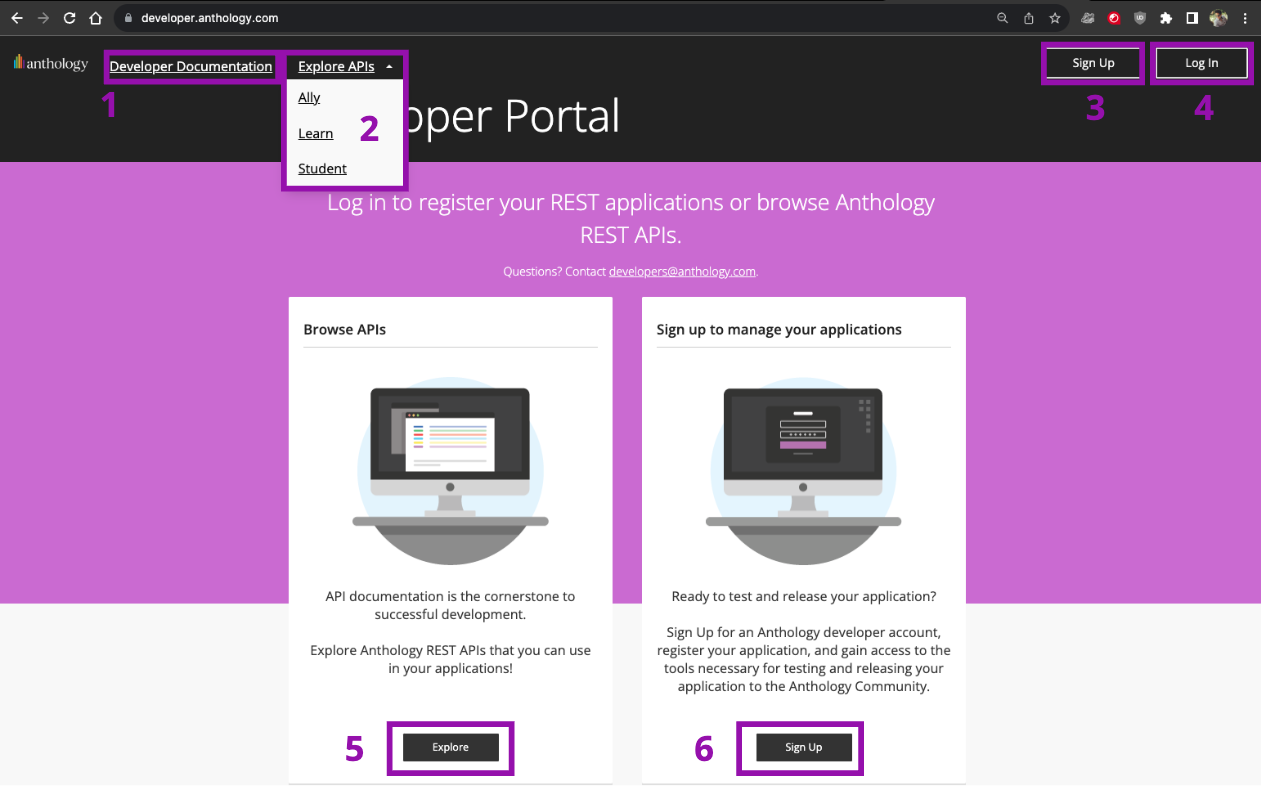 developer.anthology.com
anthology
Developer Documentation
Explore APIs
Sign Up
Log In
1
Ally
Learn
Student
2
3
4
oper Portal
Log in to register your REST applications or browse Anthology
REST APIs.
Questions? Contact developers@anthology.com.
Browse APIs
API documentation is the cornerstone to
successful development.
Explore Anthology REST APIs that you can use
in your applications!
5
Explore
Sign up to manage your applications
Ready to test and release your application?
Sign Up for an Anthology developer account,
register your application, and gain access to the
tools necessary for testing and releasing your
application to the Anthology Community.
6
Sign Up